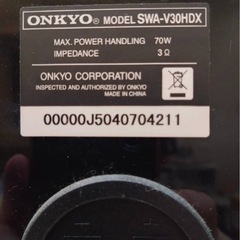 ONKYO® MODEL SWA-V30HDX
MAX. POWER HANDLING 70W
IMPEDANCE 3 Ω
ONKYO CORPORATION
INSPECTED AND AUTHORIZED BY ONKYO
MADE IN CHINA
00000J5040704211